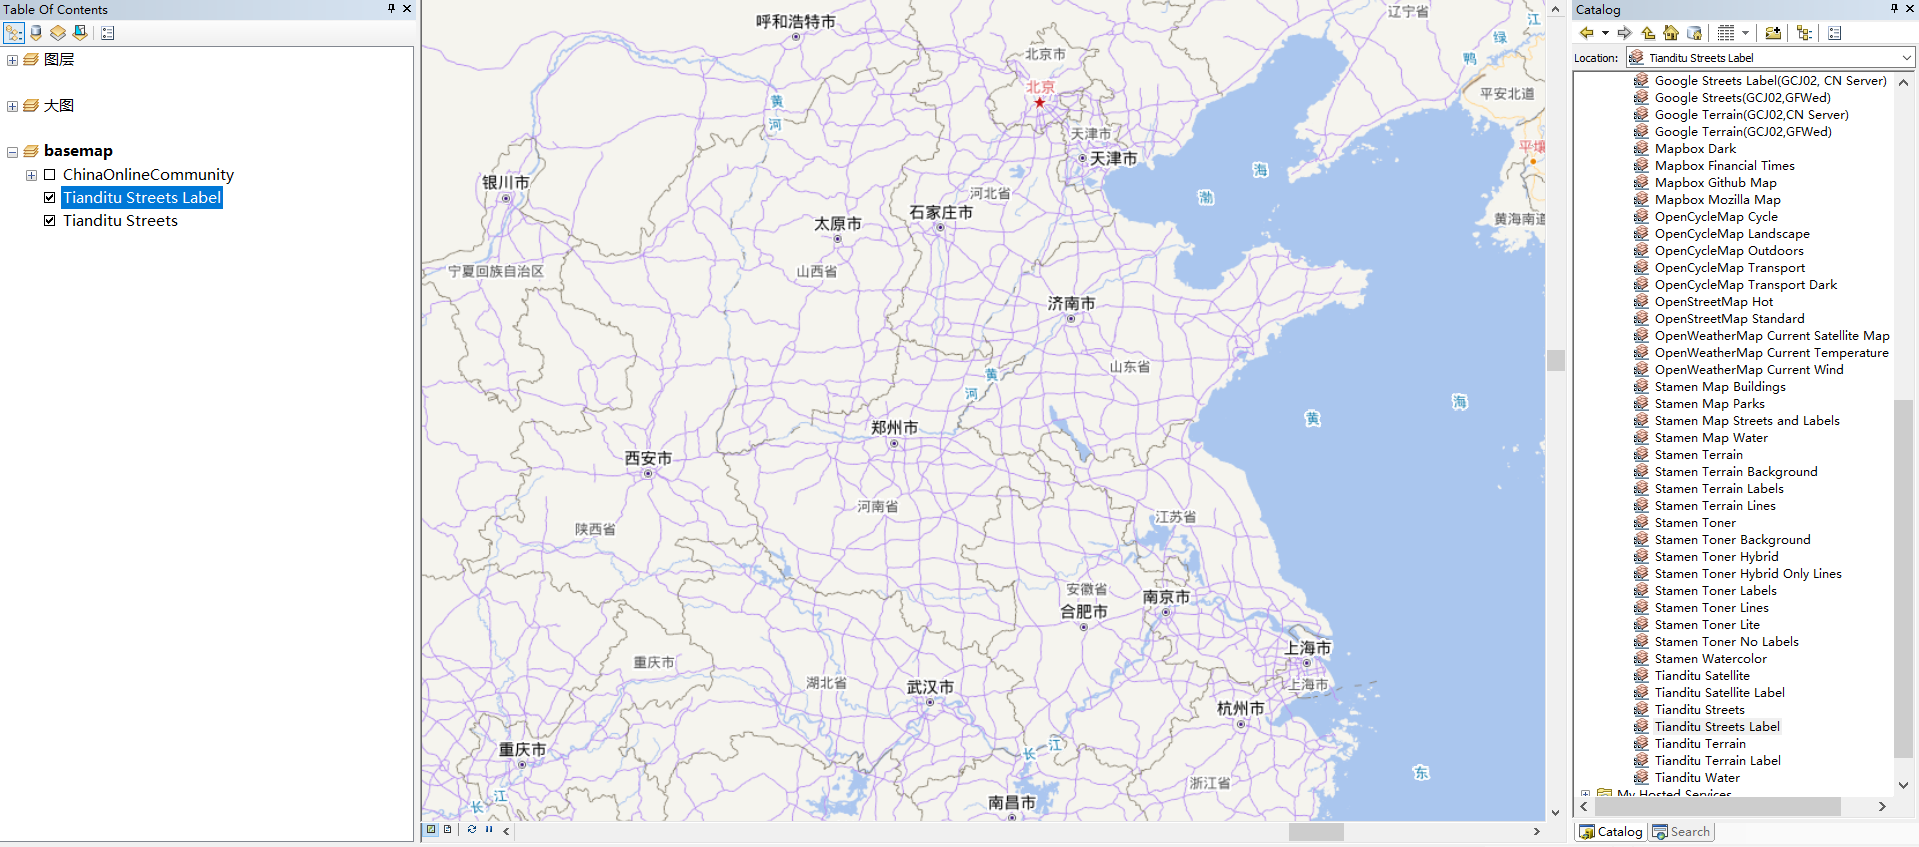 Table Of Contents
图层
大图
basemap
ChinaOnlineCommunity
Tianditu Streets Label
Tianditu Streets
呼和浩特市
辽宁省
江
绿
鸭
北京市
北京
平安北道
黄
河
天津市
天津市
平壤
海
渤
银川市
河北省
石家庄市
太原市
黄海南道
宁夏回族自治区
山西省
济南市
山东省
黄
河
海
黄
郑州市
西安市
河南省
江苏省
陕西省
安徽省
南京市
合肥市
上海市
重庆市
湖北省
武汉市
上海市
杭州市
重庆市
长
江
东
浙江省
长
江
南昌市
Catalog
Location:
Tianditu Streets Label
Google Streets Label(GCJ02, CN Server)
Google Streets(GCJ02,GFWed)
Google Terrain(GCJ02,CN Server)
Google Terrain(GCJ02,GFWed)
Mapbox Dark
Mapbox Financial Times
Mapbox Github Map
Mapbox Mozilla Map
OpenCycleMap Cycle
OpenCycleMap Landscape
OpenCycleMap Outdoors
OpenCycleMap Transport
OpenCycleMap Transport Dark
OpenStreetMap Hot
OpenStreetMap Standard
OpenWeatherMap Current Satellite Map
OpenWeatherMap Current Temperature
OpenWeatherMap Current Wind
Stamen Map Buildings
Stamen Map Parks
Stamen Map Streets and Labels
Stamen Map Water
Stamen Terrain
Stamen Terrain Background
Stamen Terrain Labels
Stamen Terrain Lines
Stamen Toner
Stamen Toner Background
Stamen Toner Hybrid
Stamen Toner Hybrid Only Lines
Stamen Toner Labels
Stamen Toner Lines
Stamen Toner Lite
Stamen Toner No Labels
Stamen Watercolor
Tianditu Satellite
Tianditu Satellite Label
Tianditu Streets
Tianditu Streets Label
Tianditu Terrain
Tianditu Terrain Label
Tianditu Water
My Hosted Services
Catalog
Search